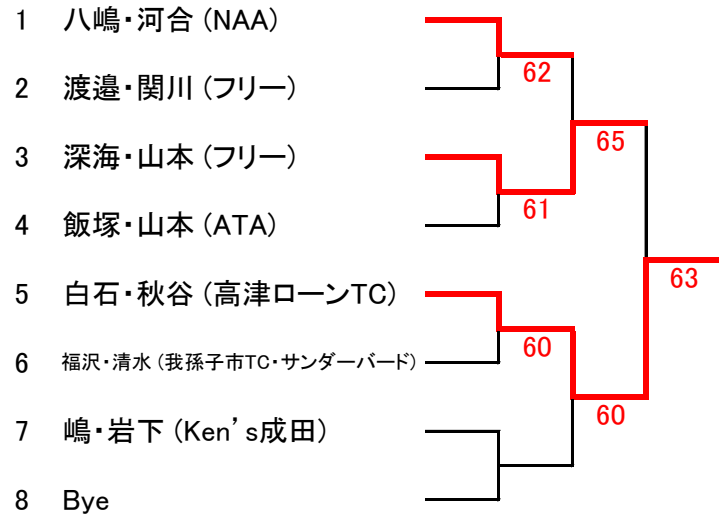 1 八嶋・河合 (NAA)
62
2 渡邉・関川 (フリー)
65
3 深海・山本 (フリー)
61
4 飯塚・山本 (ATA)
63
5 白石・秋谷 (高津ローンTC)
60
6 福沢・清水 (我孫子市TC・サンダーバード)
60
7 嶋・岩下 (Ken's成田)
8 Bye